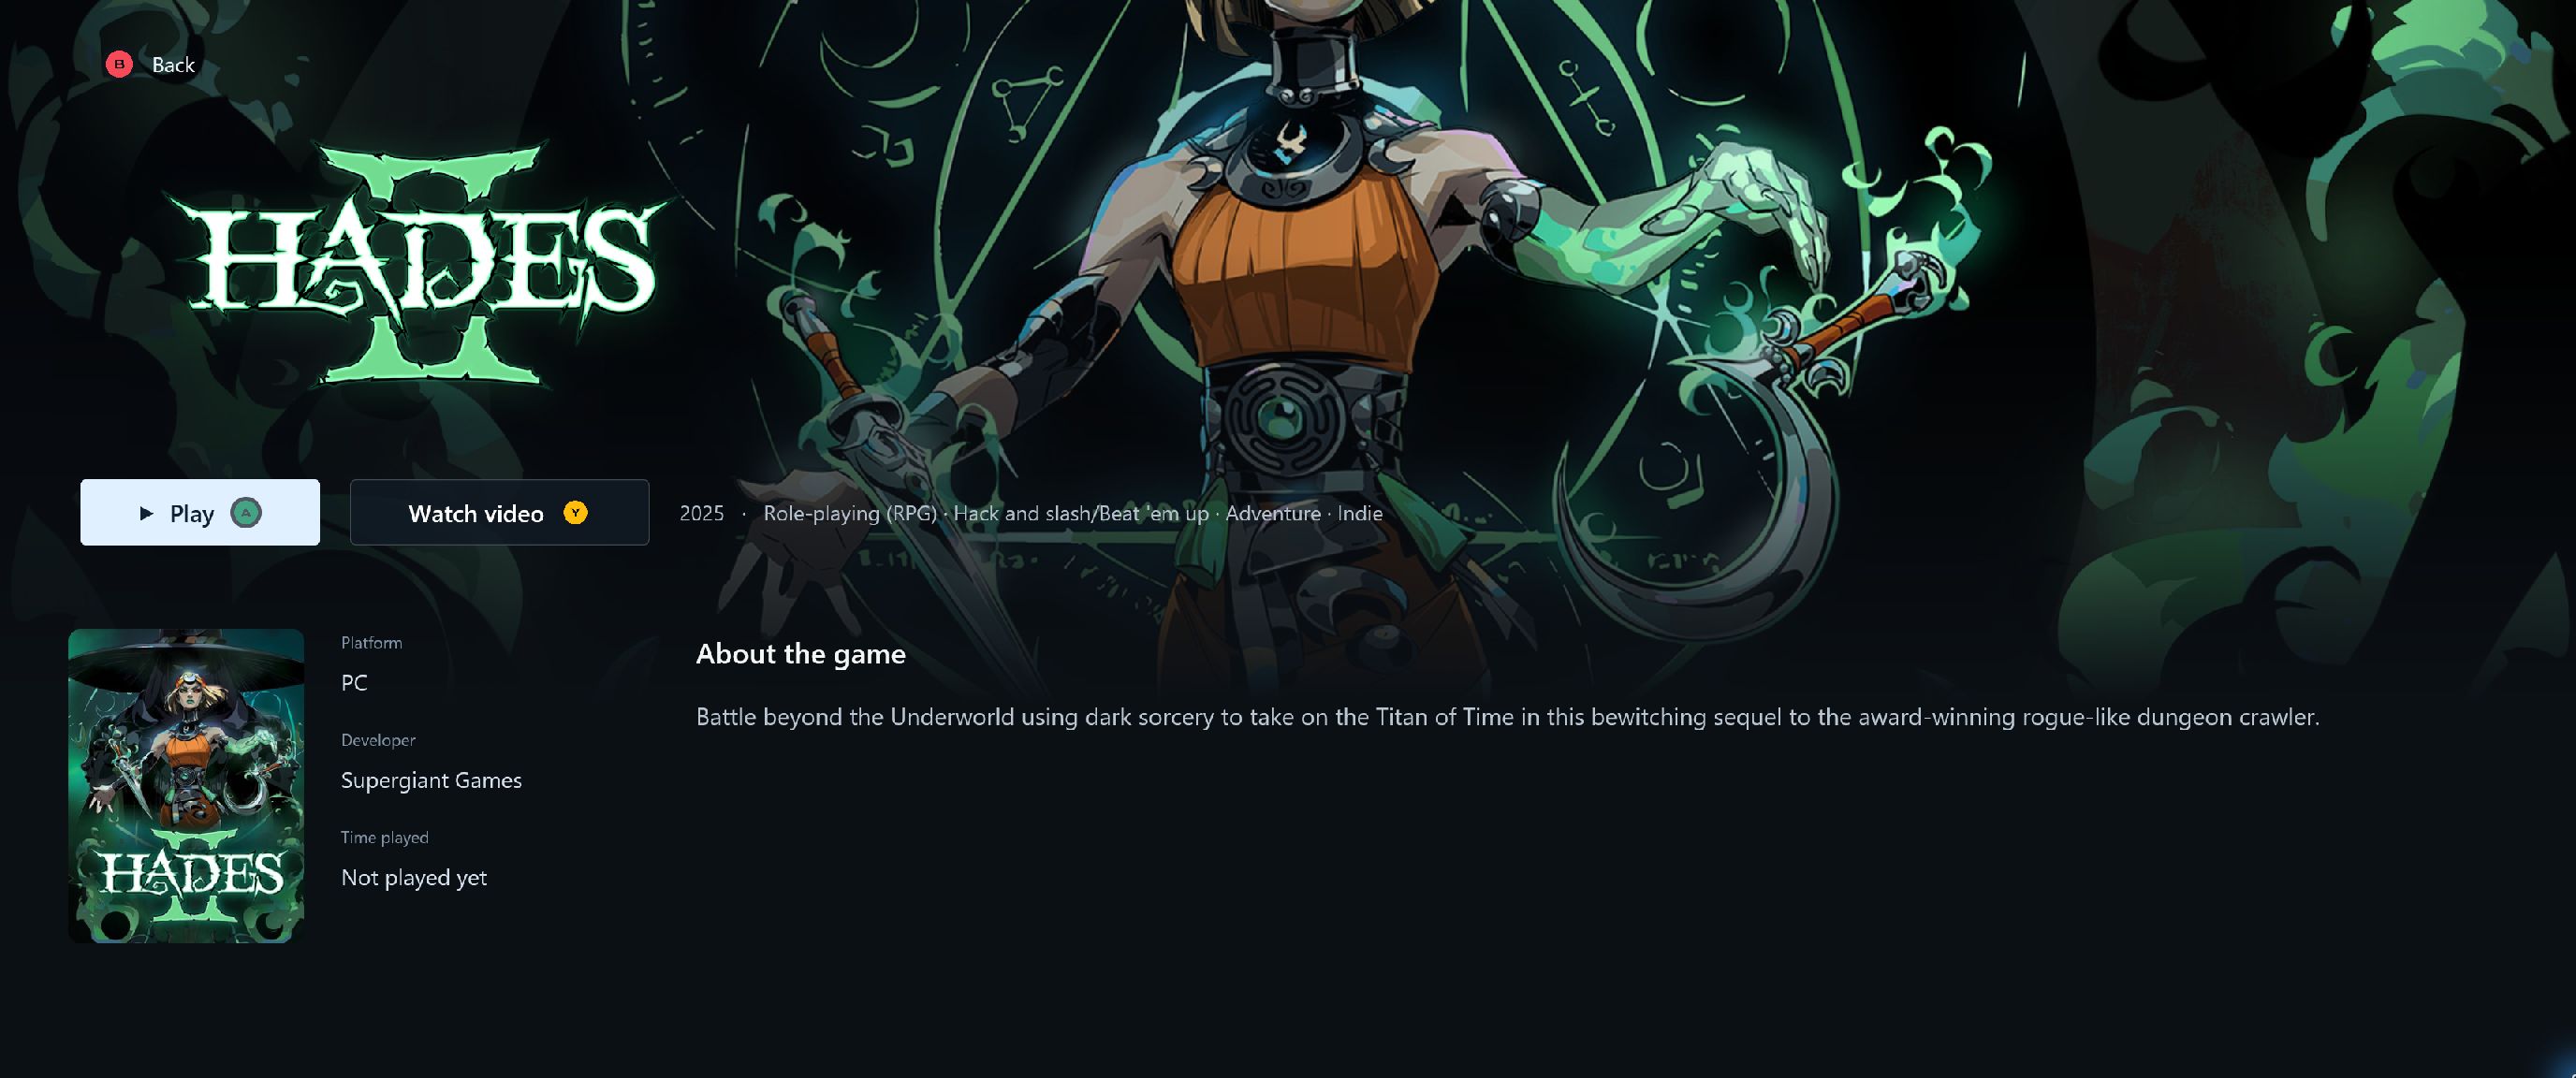 B Back
HADES
II
▶ Play A
Watch video Y
2025 · Role-playing (RPG) · Hack and slash/Beat 'em up · Adventure · Indie
Platform
PC
Developer
Supergiant Games
Time played
Not played yet
HADES
II
About the game
Battle beyond the Underworld using dark sorcery to take on the Titan of Time in this bewitching sequel to the award-winning rogue-like dungeon crawler.